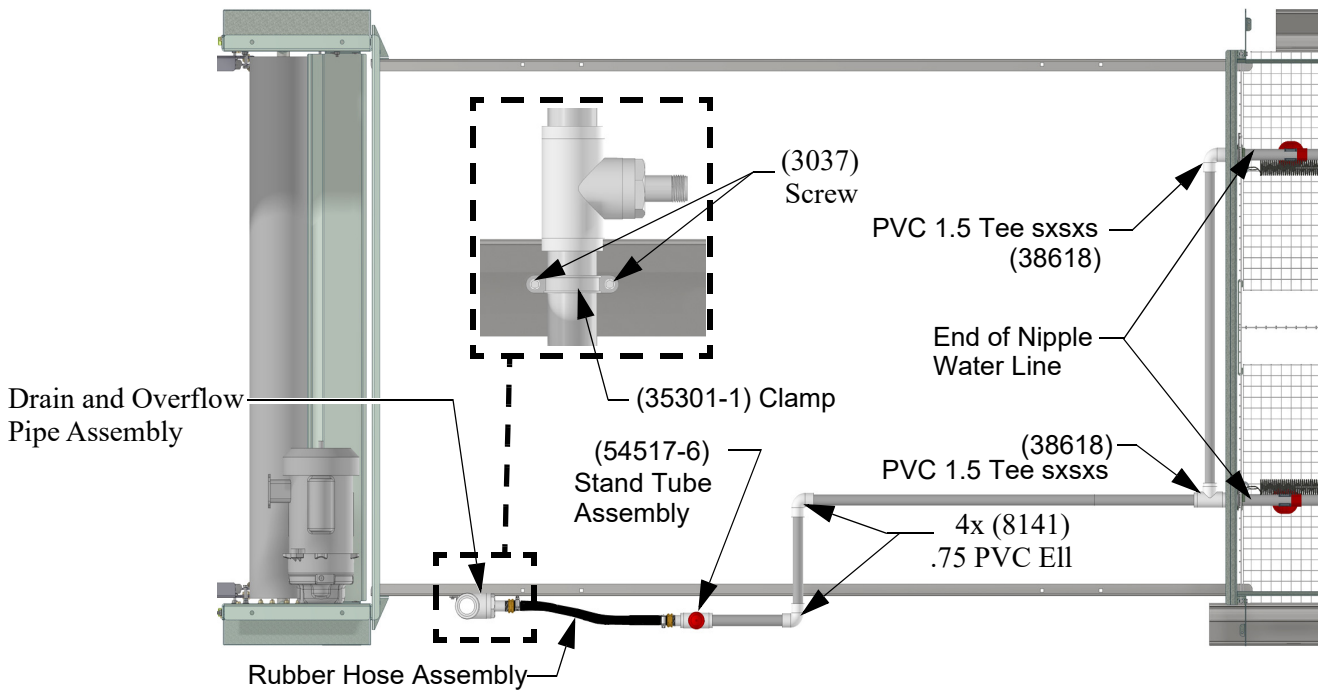 (3037)
Screw
PVC 1.5 Tee sxsxs
(38618)
End of Nipple
Water Line
Drain and Overflow
Pipe Assembly
(35301-1) Clamp
(54517-6)
Stand Tube
Assembly
(38618)
PVC 1.5 Tee sxsxs
4x (8141)
.75 PVC Ell
Rubber Hose Assembly